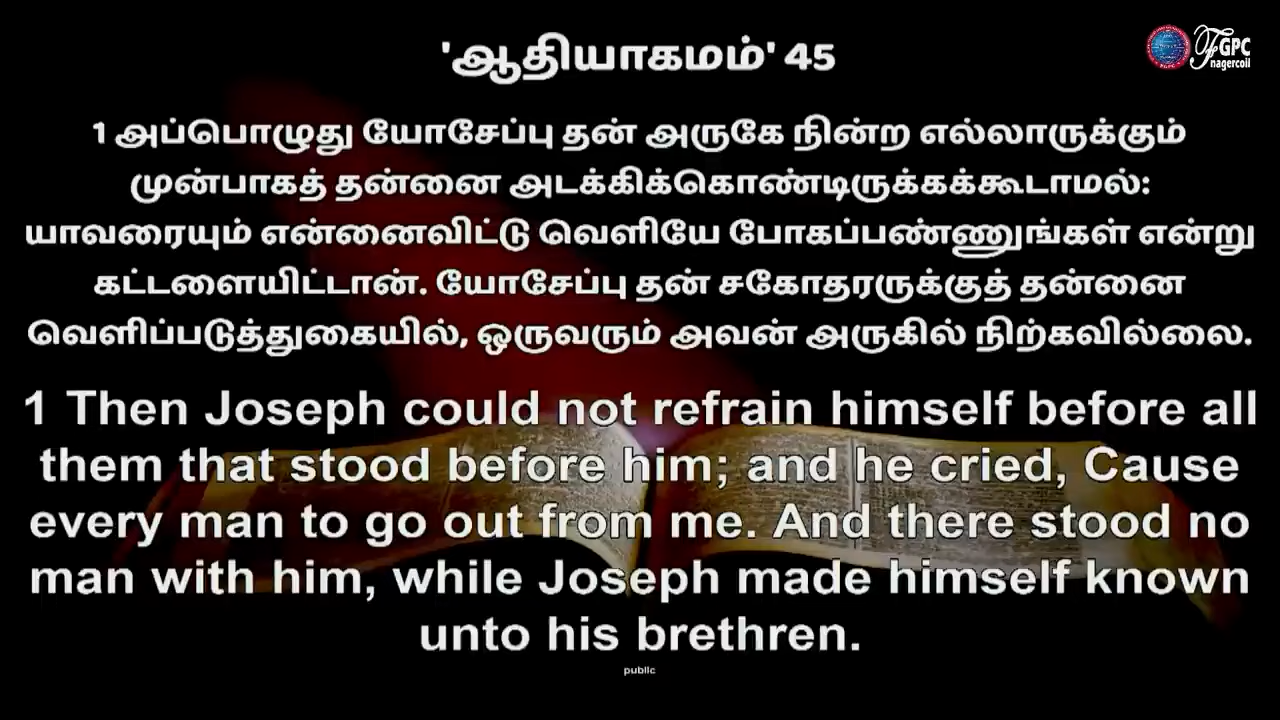 'ஆதியாகமம்' 45
FGPC
nagercoil
1 அப்பொழுது யோசேப்பு தன் அருகே நின்ற எல்லாருக்கும்
முன்பாகத் தன்னை அடக்கிக்கொண்டிருக்கக்கூடாமல்:
யாவரையும் என்னைவிட்டு வெளியே போகப்பண்ணுங்கள் என்று
கட்டளையிட்டான். யோசேப்பு தன் சகோதரருக்குத் தன்னை
வெளிப்படுத்துகையில், ஒருவரும் அவன் அருகில் நிற்கவில்லை.
1 Then Joseph could not refrain himself before all
them that stood before him; and he cried, Cause
every man to go out from me. And there stood no
man with him, while Joseph made himself known
unto his brethren.
public